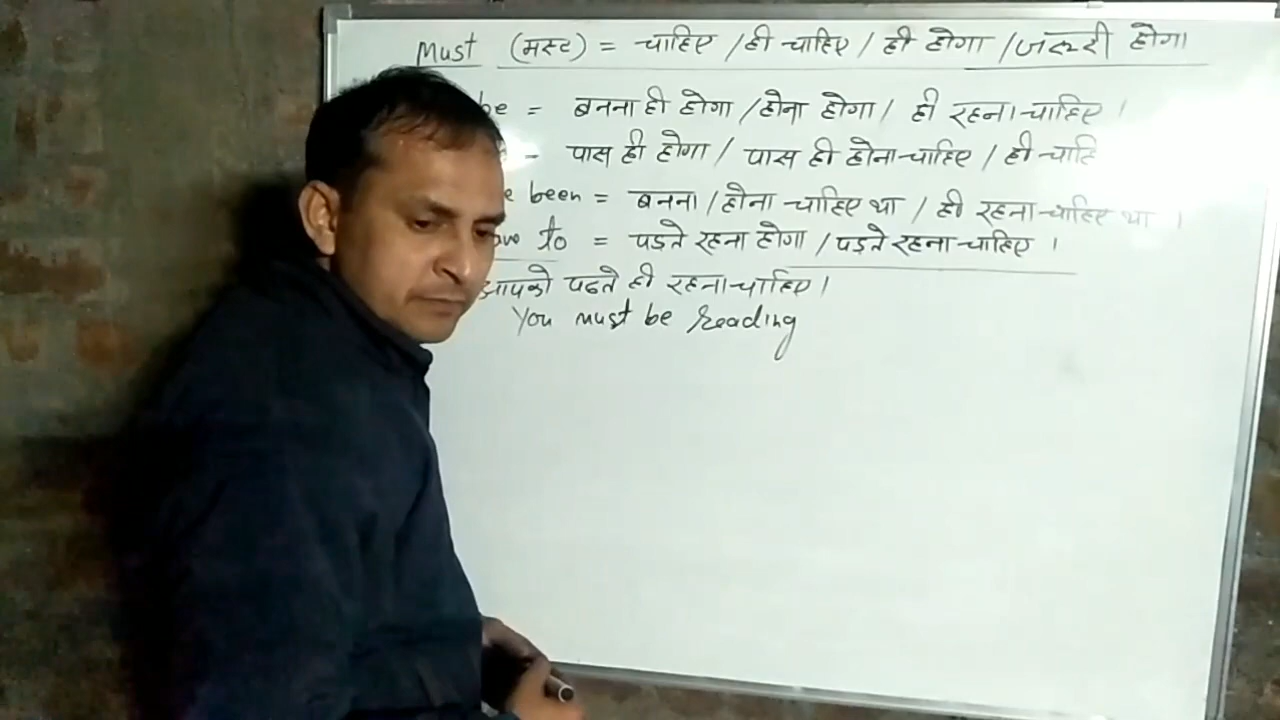 Must (मस्ट) = चाहिए / ही चाहिए / ही होगा / जरूरी होगा
be = बनना ही होगा / होना होगा / ही रहना चाहिए ।
- पास ही होगा / पास ही होना चाहिए / ही चाहि
been = बनना / होना चाहिए था / ही रहना चाहिए था ।
to = पड़ते रहना होगा / पड़ते रहना चाहिए ।
आपको पढते ही रहना चाहिए ।
You must be reading